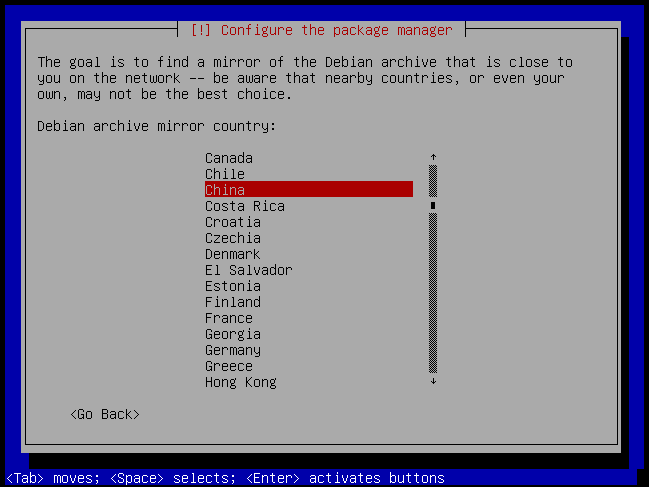 [!] Configure the package manager
The goal is to find a mirror of the Debian archive that is close to
you on the network -- be aware that nearby countries, or even your
own, may not be the best choice.
Debian archive mirror country:
Canada
Chile
China
Costa Rica
Croatia
Czechia
Denmark
El Salvador
Estonia
Finland
France
Georgia
Germany
Greece
Hong Kong
<Go Back>
<Tab> moves; <Space> selects; <Enter> activates buttons